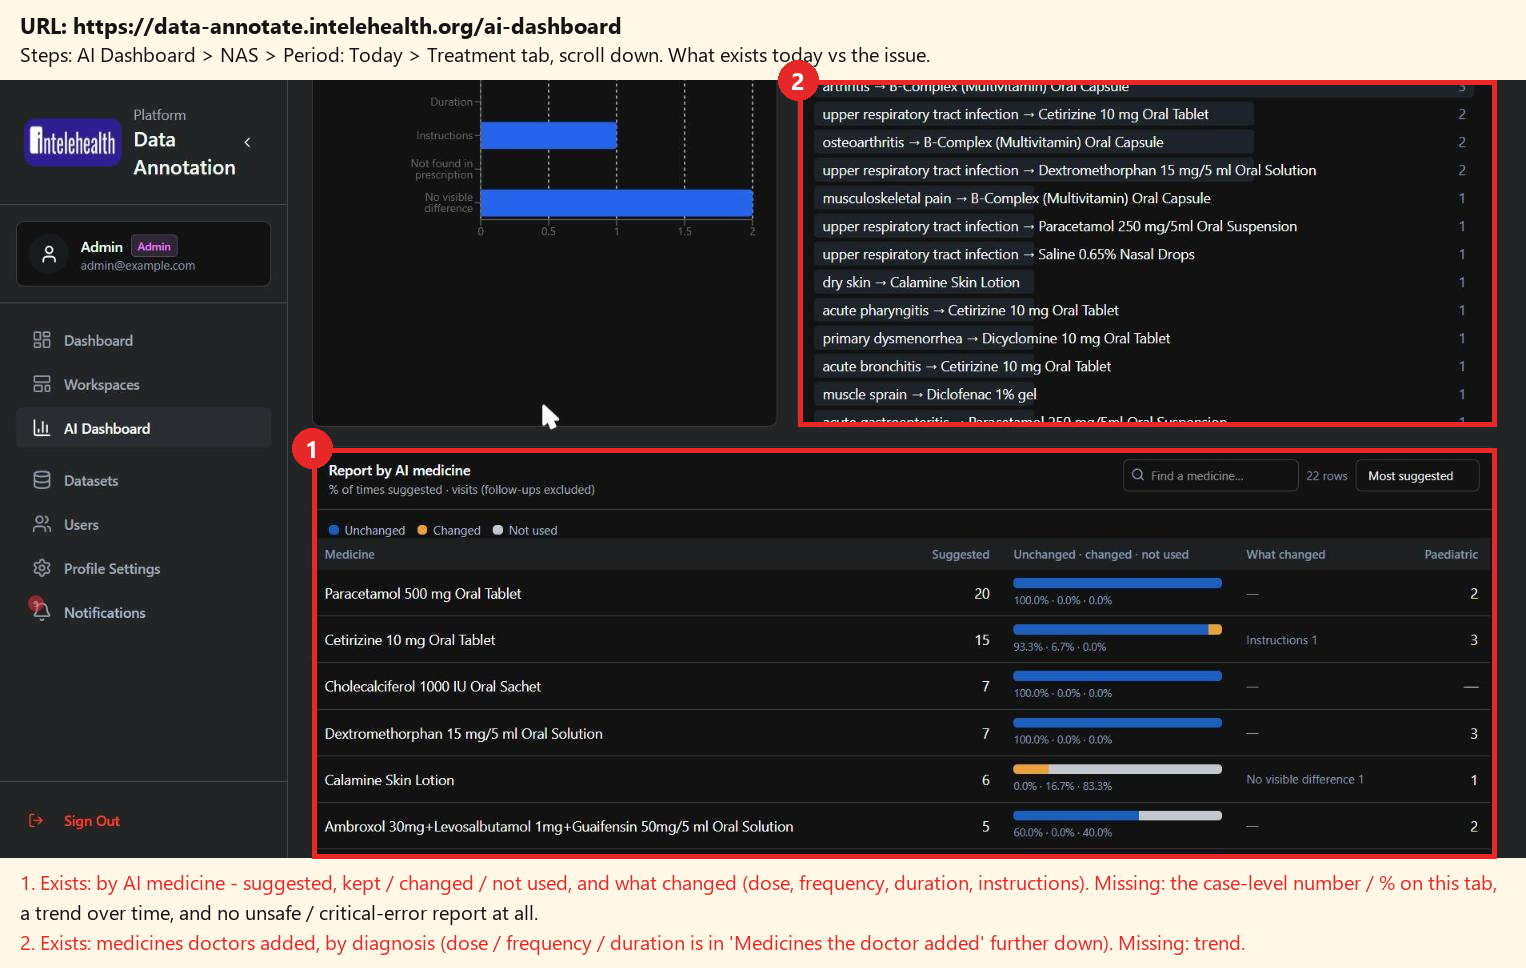 URL: https://data-annotate.intelehealth.org/ai-dashboard
Steps: AI Dashboard > NAS > Period: Today > Treatment tab, scroll down. What exists today vs the issue.
intelehealth
Platform
Data
Annotation
Admin Admin
admin@example.com
Dashboard
Workspaces
AI Dashboard
Datasets
Users
Profile Settings
3
Notifications
Sign Out
Duration
Instructions
Not found in
prescription
No visible
difference
0 0.5 1 1.5 2
2
arthritis → B-Complex (Multivitamin) Oral Capsule 3
upper respiratory tract infection → Cetirizine 10 mg Oral Tablet 2
osteoarthritis → B-Complex (Multivitamin) Oral Capsule 2
upper respiratory tract infection → Dextromethorphan 15 mg/5 ml Oral Solution 2
musculoskeletal pain → B-Complex (Multivitamin) Oral Capsule 1
upper respiratory tract infection → Paracetamol 250 mg/5ml Oral Suspension 1
upper respiratory tract infection → Saline 0.65% Nasal Drops 1
dry skin → Calamine Skin Lotion 1
acute pharyngitis → Cetirizine 10 mg Oral Tablet 1
primary dysmenorrhea → Dicyclomine 10 mg Oral Tablet 1
acute bronchitis → Cetirizine 10 mg Oral Tablet 1
muscle sprain → Diclofenac 1% gel 1
acute gastroenteritis → Paracetamol 250 mg/5ml Oral Suspension 1
1
Report by AI medicine
% of times suggested · visits (follow-ups excluded)
Find a medicine... 22 rows Most suggested
Unchanged Changed Not used
Medicine Suggested Unchanged · changed · not used What changed Paediatric
Paracetamol 500 mg Oral Tablet 20 100.0% · 0.0% · 0.0% — 2
Cetirizine 10 mg Oral Tablet 15 93.3% · 6.7% · 0.0% Instructions 1 3
Cholecalciferol 1000 IU Oral Sachet 7 100.0% · 0.0% · 0.0% — —
Dextromethorphan 15 mg/5 ml Oral Solution 7 100.0% · 0.0% · 0.0% — 3
Calamine Skin Lotion 6 0.0% · 16.7% · 83.3% No visible difference 1 1
Ambroxol 30mg+Levosalbutamol 1mg+Guaifensin 50mg/5 ml Oral Solution 5 60.0% · 0.0% · 40.0% — 2
1. Exists: by AI medicine - suggested, kept / changed / not used, and what changed (dose, frequency, duration, instructions). Missing: the case-level number / % on this tab,
a trend over time, and no unsafe / critical-error report at all.
2. Exists: medicines doctors added, by diagnosis (dose / frequency / duration is in 'Medicines the doctor added' further down). Missing: trend.